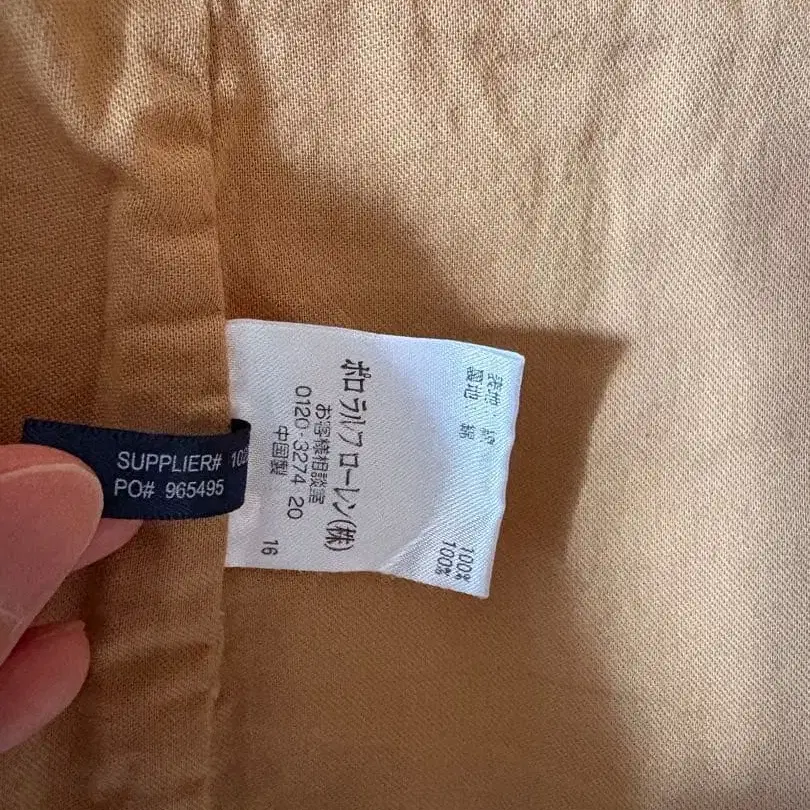 SUPPLIER# 102
PO# 965495
表地 綿 100%
裏地 綿 100%
ポロ ラルフ ローレン(株)
お客様相談室
0120-3274-20
中国製
16